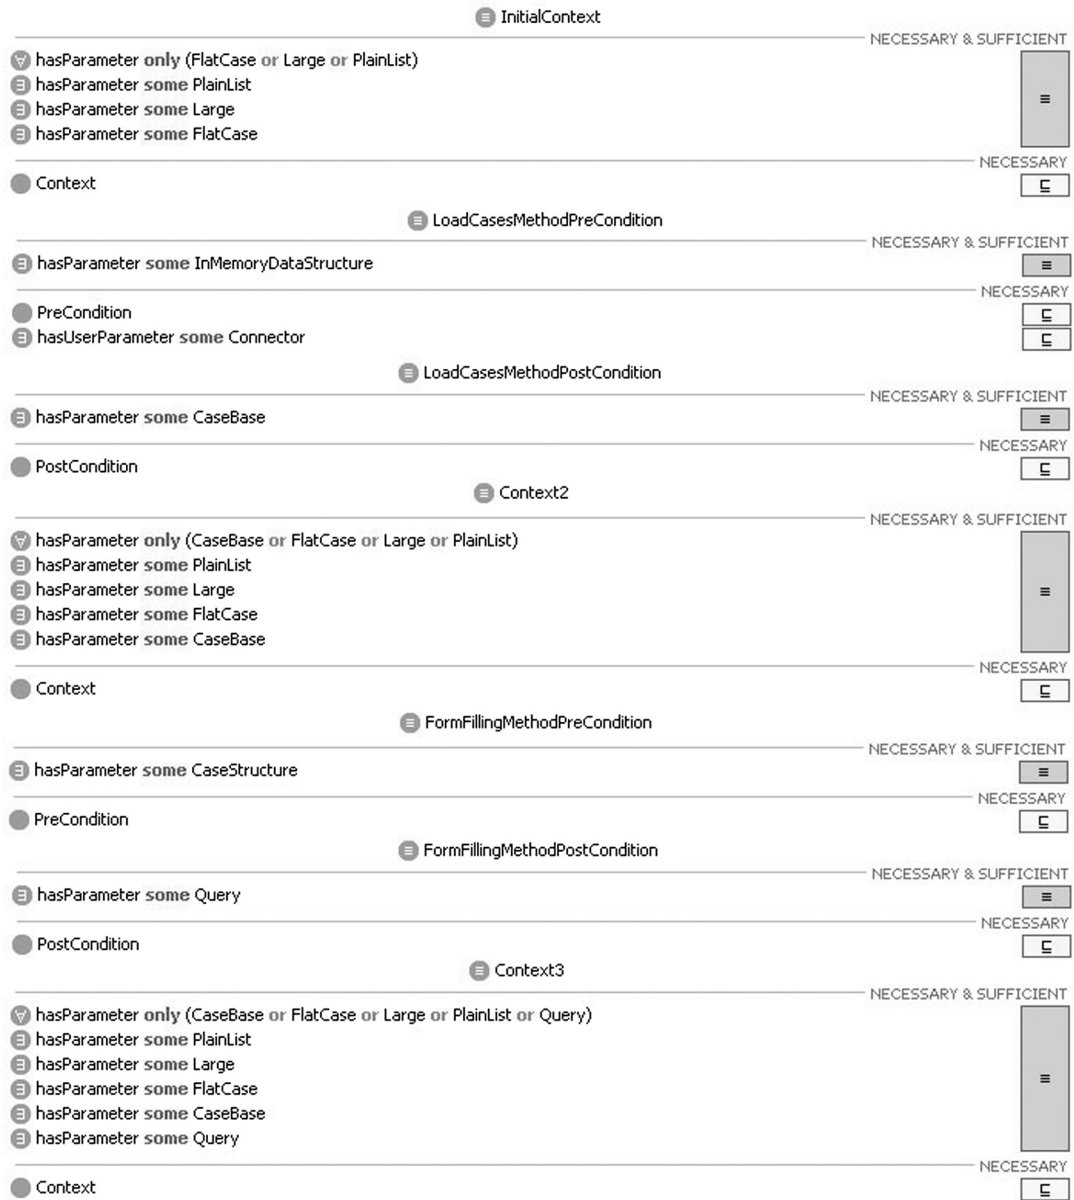 ≡ InitialContext
NECESSARY & SUFFICIENT
∀ hasParameter only (FlatCase or Large or PlainList)
∃ hasParameter some PlainList
∃ hasParameter some Large
∃ hasParameter some FlatCase
≡
NECESSARY
Context
⊑
≡ LoadCasesMethodPreCondition
NECESSARY & SUFFICIENT
∃ hasParameter some InMemoryDataStructure
≡
NECESSARY
PreCondition
⊑
∃ hasUserParameter some Connector
⊑
≡ LoadCasesMethodPostCondition
NECESSARY & SUFFICIENT
∃ hasParameter some CaseBase
≡
NECESSARY
PostCondition
⊑
≡ Context2
NECESSARY & SUFFICIENT
∀ hasParameter only (CaseBase or FlatCase or Large or PlainList)
∃ hasParameter some PlainList
∃ hasParameter some Large
∃ hasParameter some FlatCase
∃ hasParameter some CaseBase
≡
NECESSARY
Context
⊑
≡ FormFillingMethodPreCondition
NECESSARY & SUFFICIENT
∃ hasParameter some CaseStructure
≡
NECESSARY
PreCondition
⊑
≡ FormFillingMethodPostCondition
NECESSARY & SUFFICIENT
∃ hasParameter some Query
≡
NECESSARY
PostCondition
⊑
≡ Context3
NECESSARY & SUFFICIENT
∀ hasParameter only (CaseBase or FlatCase or Large or PlainList or Query)
∃ hasParameter some PlainList
∃ hasParameter some Large
∃ hasParameter some FlatCase
∃ hasParameter some CaseBase
∃ hasParameter some Query
≡
NECESSARY
Context
⊑